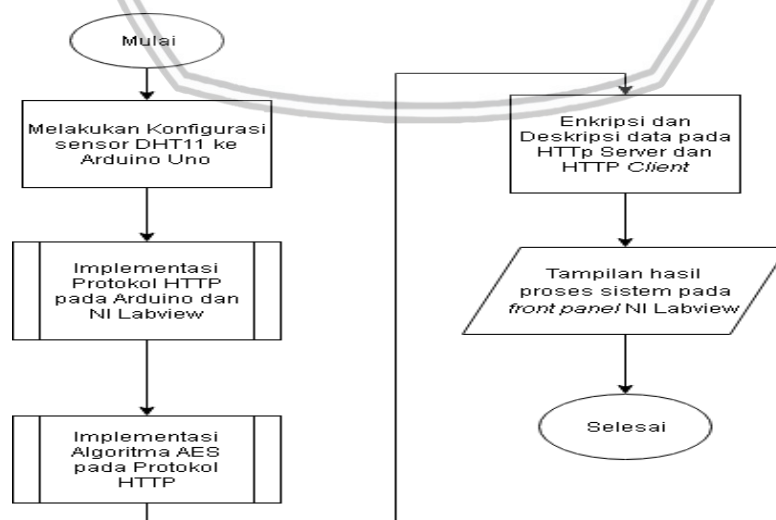 Mulai
Melakukan Konfigurasi
sensor DHT11 ke
Arduino Uno
Implementasi
Protokol HTTP
pada Arduino dan
NI Labview
Implementasi
Algoritma AES
pada Protokol
HTTP
Enkripsi dan
Deskripsi data pada
HTTp Server dan
HTTP Client
Tampilan hasil
proses sistem pada
front panel NI Labview
Selesai